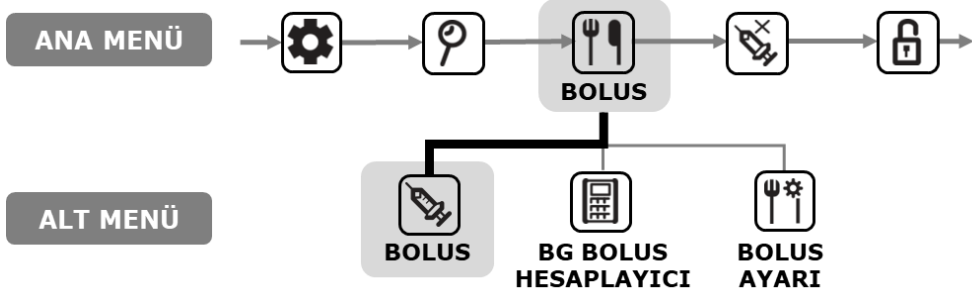 ANA MENÜ
BOLUS
ALT MENÜ
BOLUS
BG BOLUS
HESAPLAYICI
BOLUS
AYARI